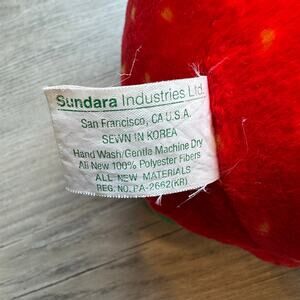 Sundara Industries Ltd.
San Francisco, CA U.S.A.
SEWN IN KOREA
Hand Wash/Gentle Machine Dry
All New 100% Polyester Fibers
ALL NEW MATERIALS
REG. NO. PA-2662(KR)